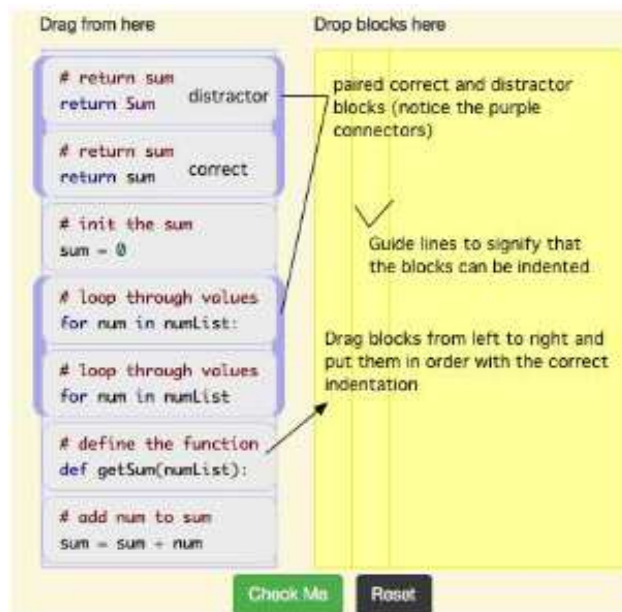 Drag from here
Drop blocks here
# return sum
return Sum
distractor
# return sum
return sum
correct
# init the sum
sum = 0
# loop through values
for num in numList:
# loop through values
for num in numList
# define the function
def getSum(numList):
# add num to sum
sum = sum + num
paired correct and distractor
blocks (notice the purple
connectors)
Guide lines to signify that
the blocks can be indented
Drag blocks from left to right and
put them in order with the correct
indentation
Check Me
Reset